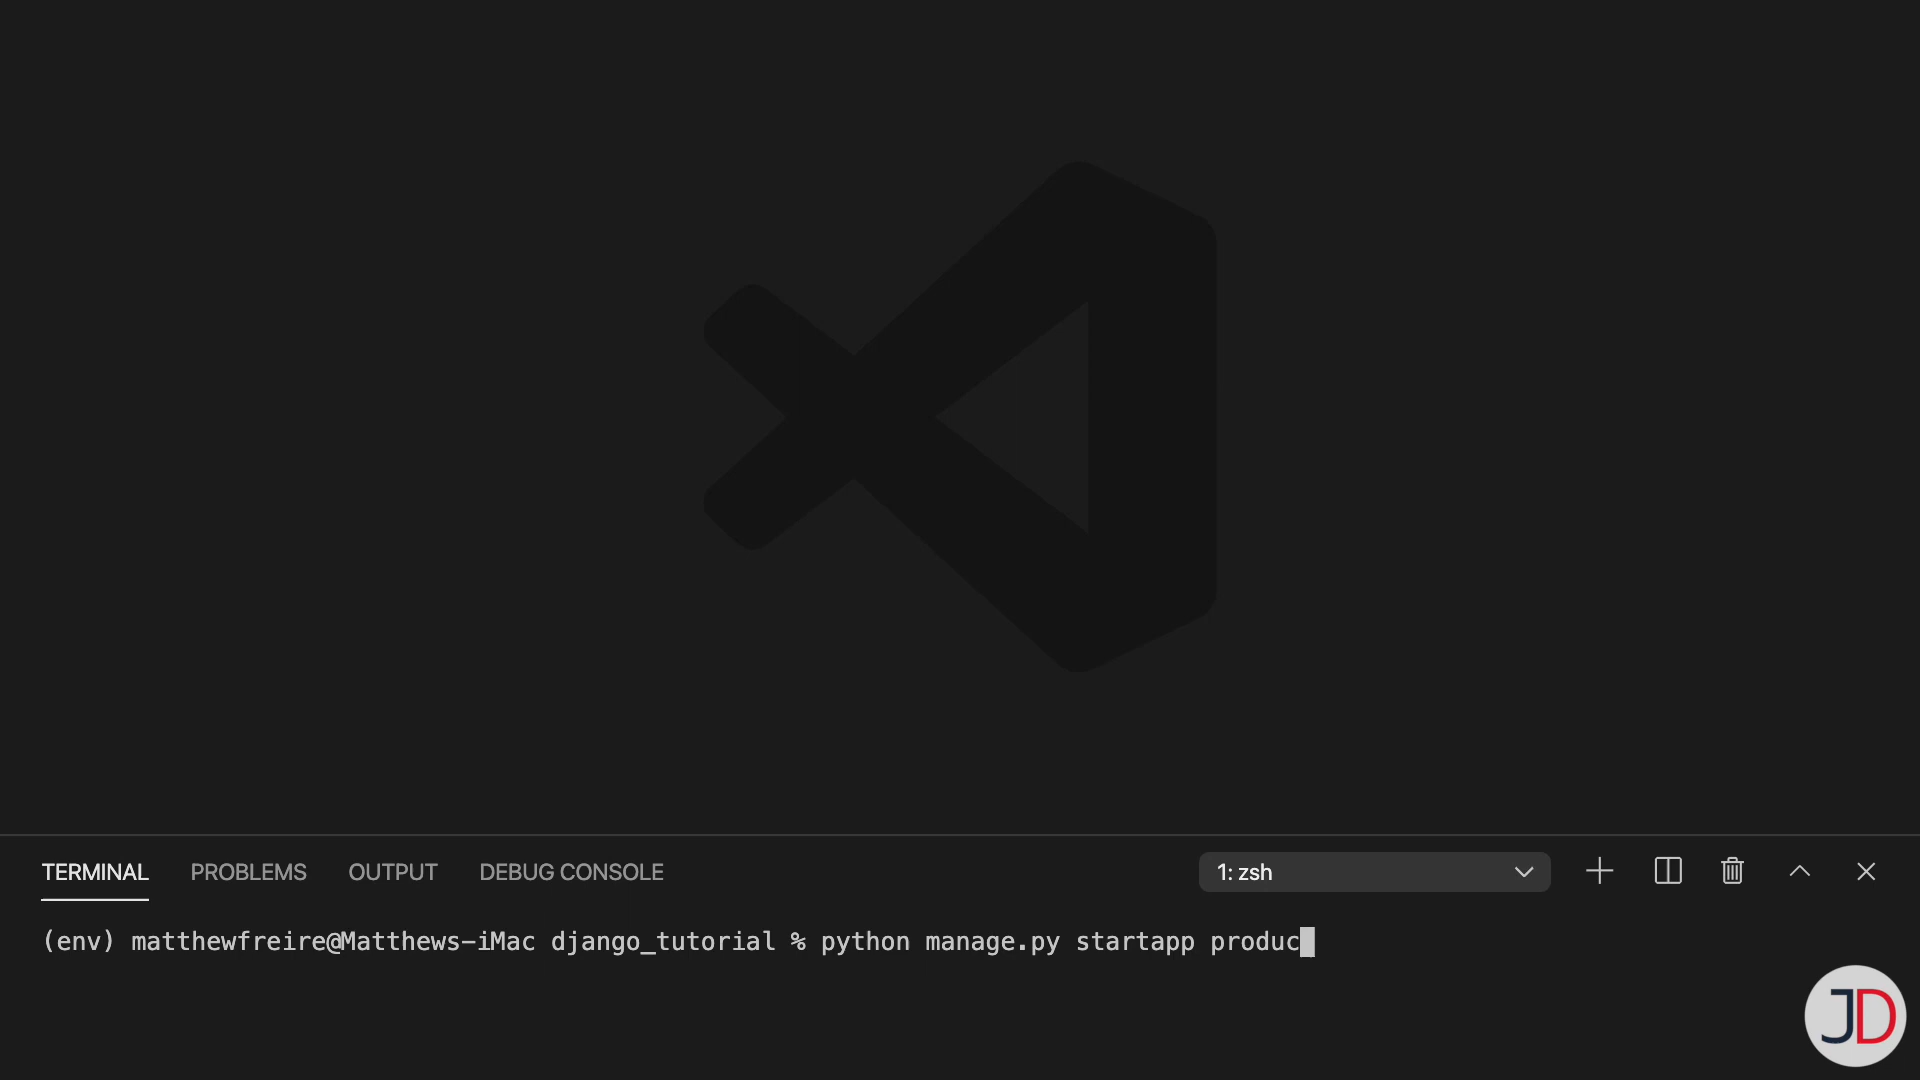 TERMINAL PROBLEMS OUTPUT DEBUG CONSOLE 1: zsh
(env) matthewfreire@Matthews-iMac django_tutorial % python manage.py startapp produc
JD